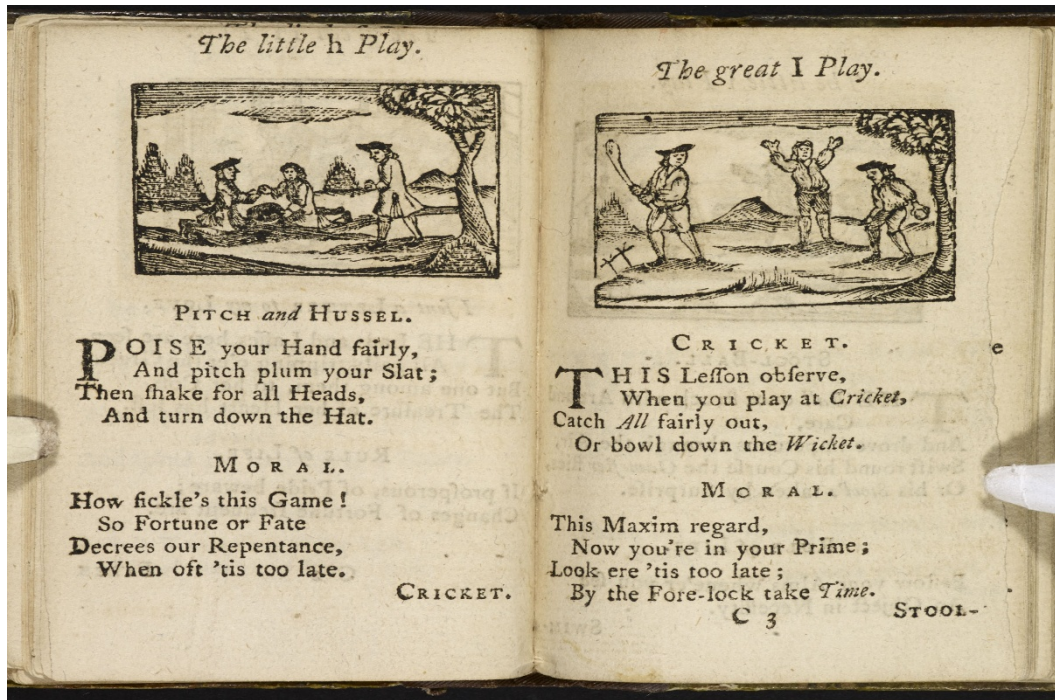 The little h Play.
PITCH and HUSSEL.
POISE your Hand fairly,
And pitch plum your Slat;
Then ſhake for all Heads,
And turn down the Hat.
MORAL.
How fickle's this Game!
So Fortune or Fate
Decrees our Repentance,
When oft 'tis too late.
CRICKET.
The great I Play.
CRICKET.
THIS Leſſon obſerve,
When you play at Cricket,
Catch All fairly out,
Or bowl down the Wicket.
MORAL.
This Maxim regard,
Now you're in your Prime;
Look ere 'tis too late;
By the Fore-lock take Time.
C 3
STOOL-
e